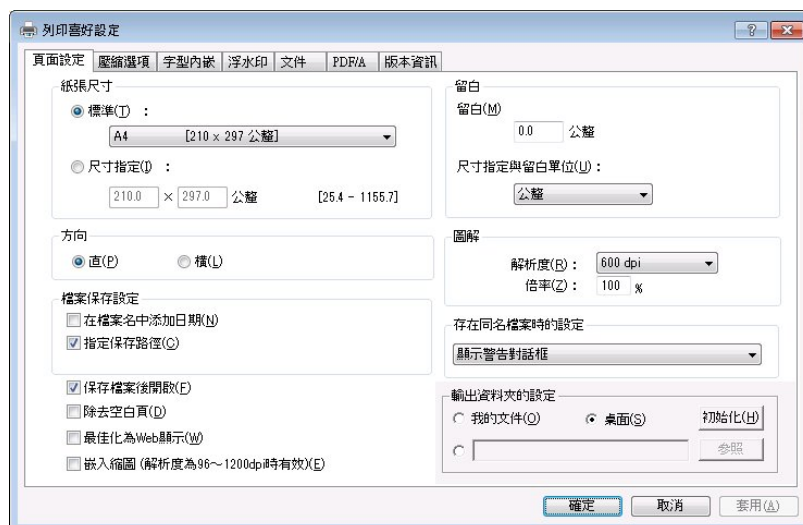 列印喜好設定
頁面設定 壓縮選項 字型內嵌 浮水印 文件 PDF/A 版本資訊
紙張尺寸
標準(T) :
A4 [210 x 297 公釐]
尺寸指定(I) :
210.0 × 297.0 公釐 [25.4 - 1155.7]
方向
直(P) 橫(L)
檔案保存設定
在檔案名中添加日期(N)
指定保存路徑(C)
保存檔案後開啟(F)
除去空白頁(D)
最佳化為Web顯示(W)
嵌入縮圖 (解析度為96～1200dpi時有效)(E)
留白
留白(M)
0.0 公釐
尺寸指定與留白單位(U):
公釐
圖解
解析度(R): 600 dpi
倍率(Z): 100 %
存在同名檔案時的設定
顯示警告對話框
輸出資料夾的設定
我的文件(O) 桌面(S) 初始化(H)
參照
確定 取消 套用(A)